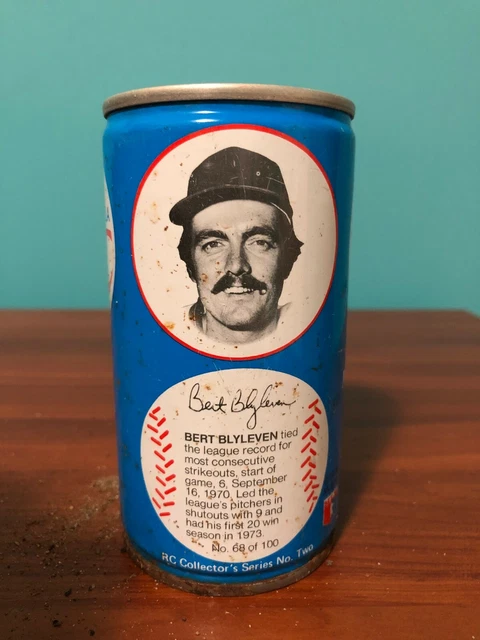 Bert Blyleven
BERT BLYLEVEN tied
the league record for
most consecutive
strikeouts, start of
game, 6, September
16, 1970. Led the
league's pitchers in
shutouts with 9 and
had his first 20 win
season in 1973.
No. 68 of 100
RC Collector's Series No. Two